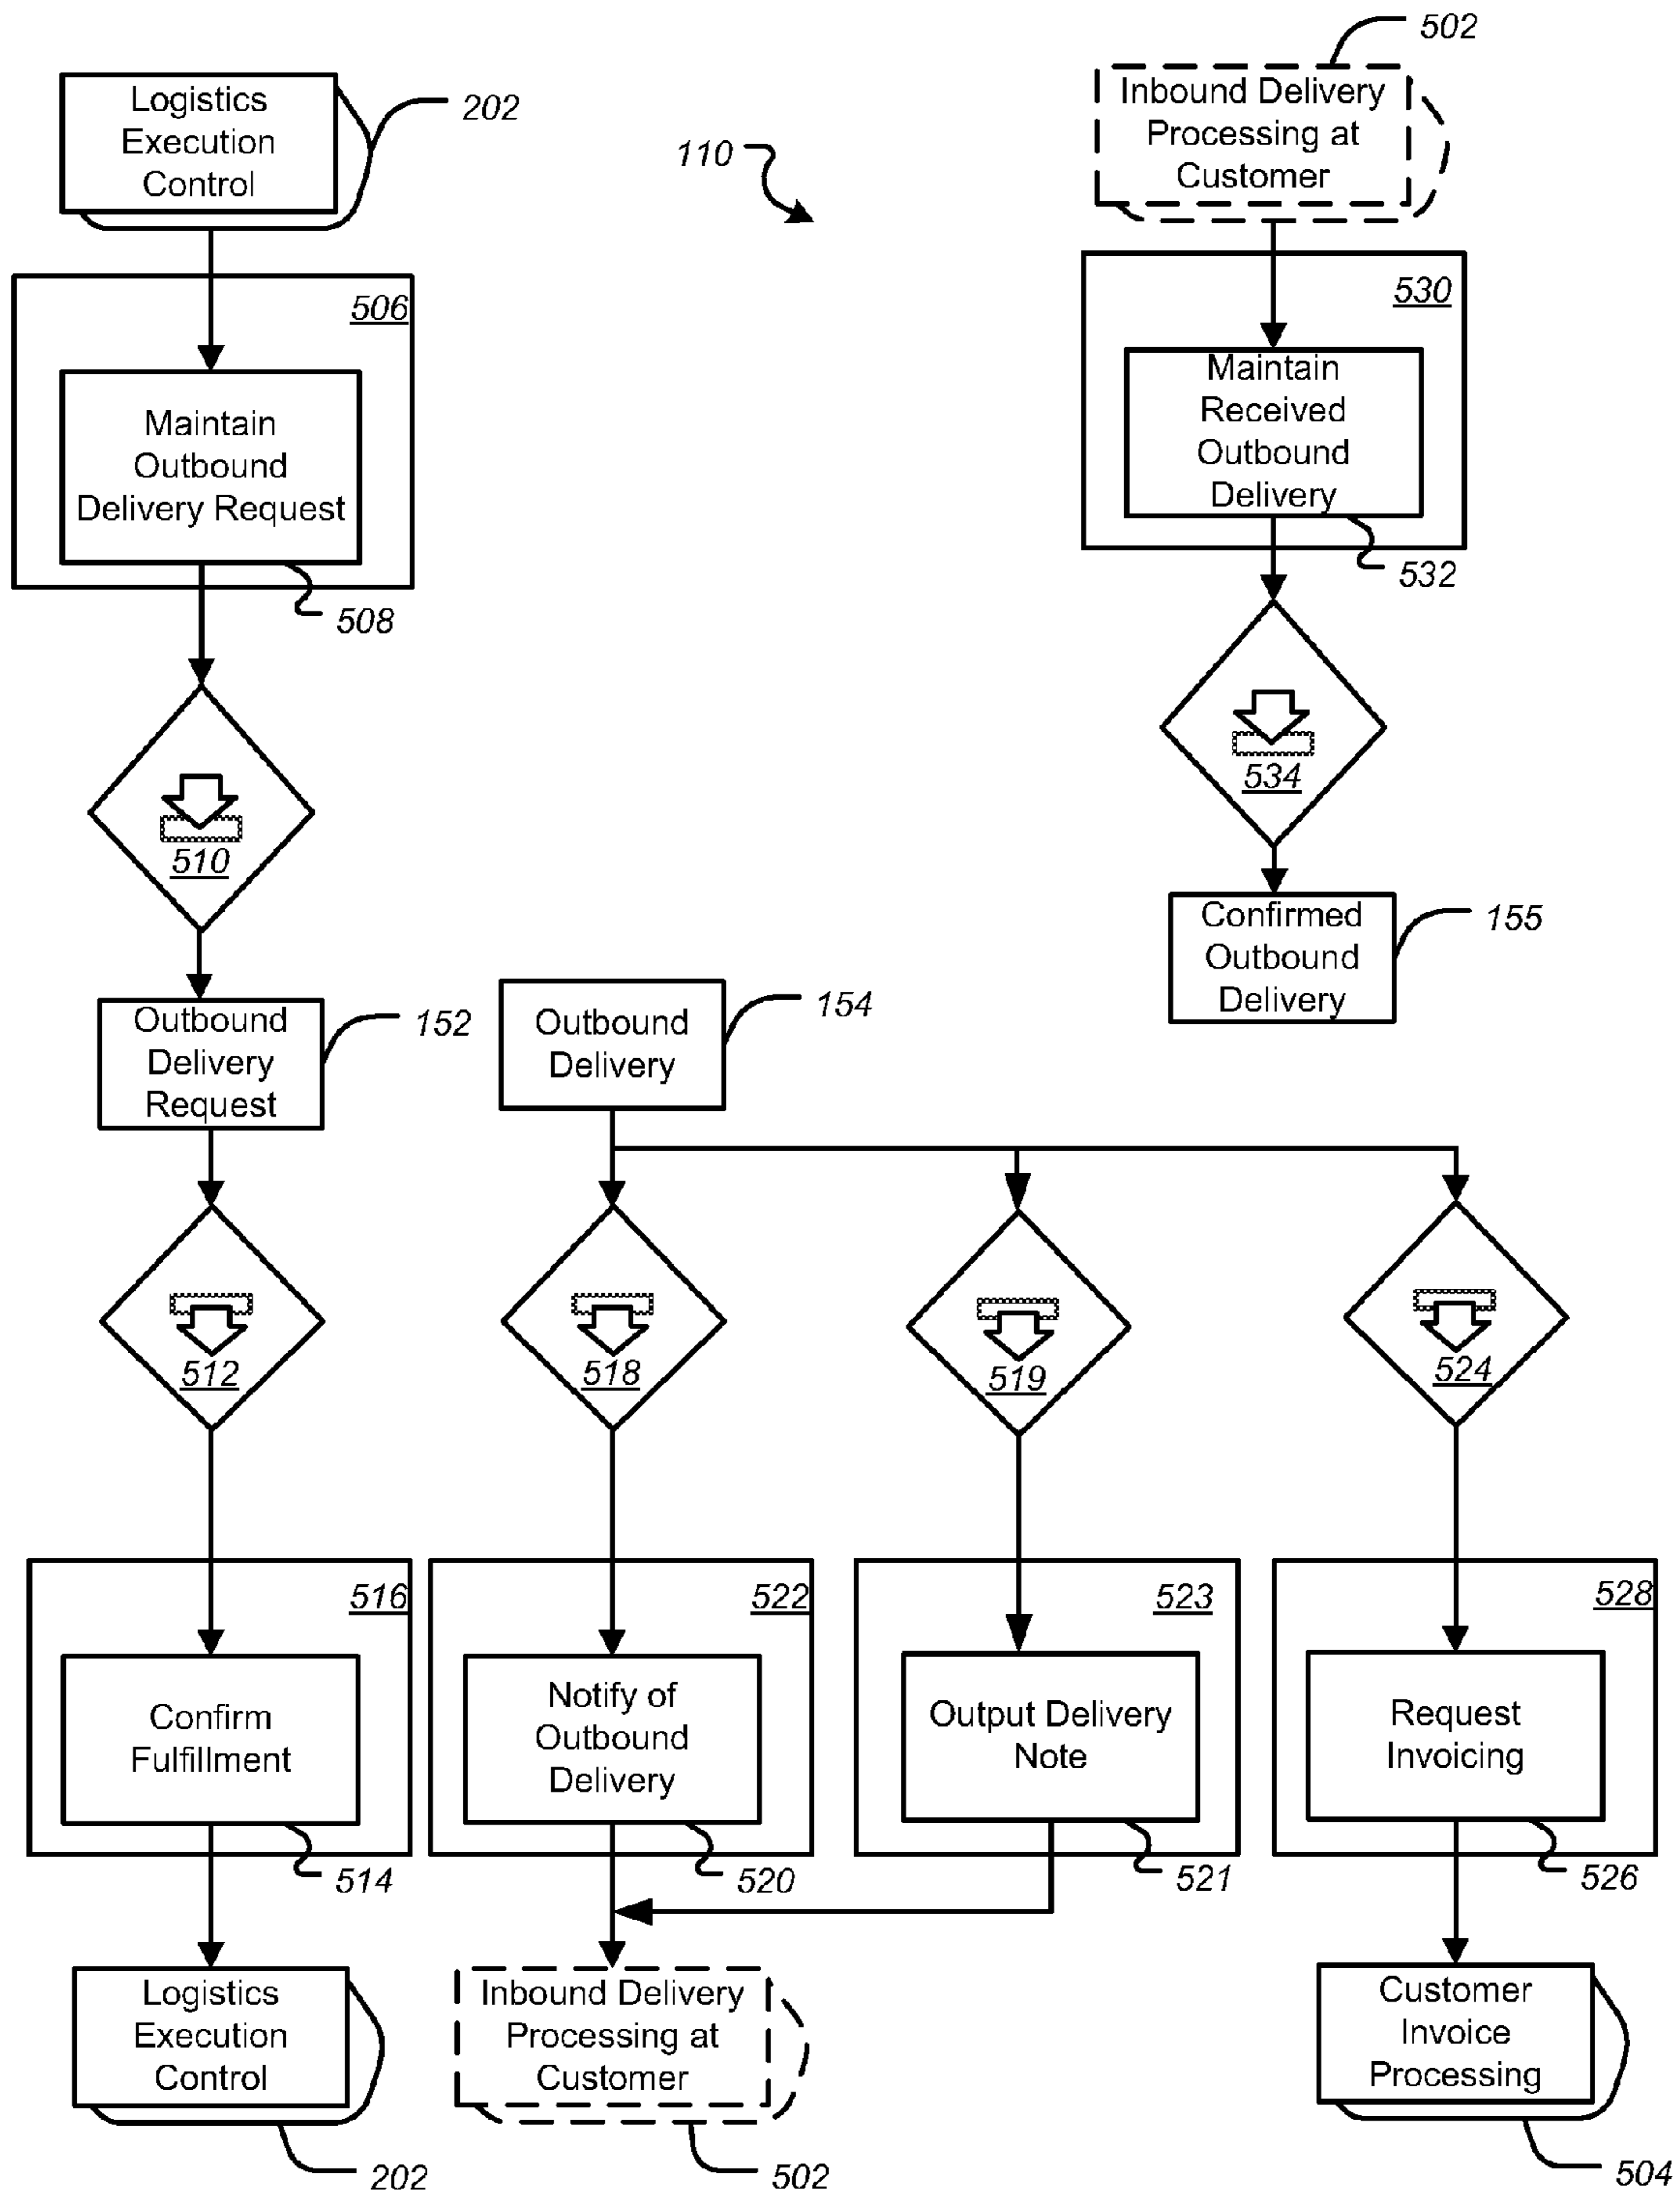 502
Logistics
Execution
Control
202
110
Inbound Delivery
Processing at
Customer
506
Maintain
Outbound
Delivery Request
508
530
Maintain
Received
Outbound
Delivery
532
510
534
Outbound
Delivery
Request
152
Outbound
Delivery
154
Confirmed
Outbound
Delivery
155
512
518
519
524
516
Confirm
Fulfillment
514
522
Notify of
Outbound
Delivery
520
523
Output Delivery
Note
521
528
Request
Invoicing
526
Logistics
Execution
Control
202
Inbound Delivery
Processing at
Customer
502
Customer
Invoice
Processing
504